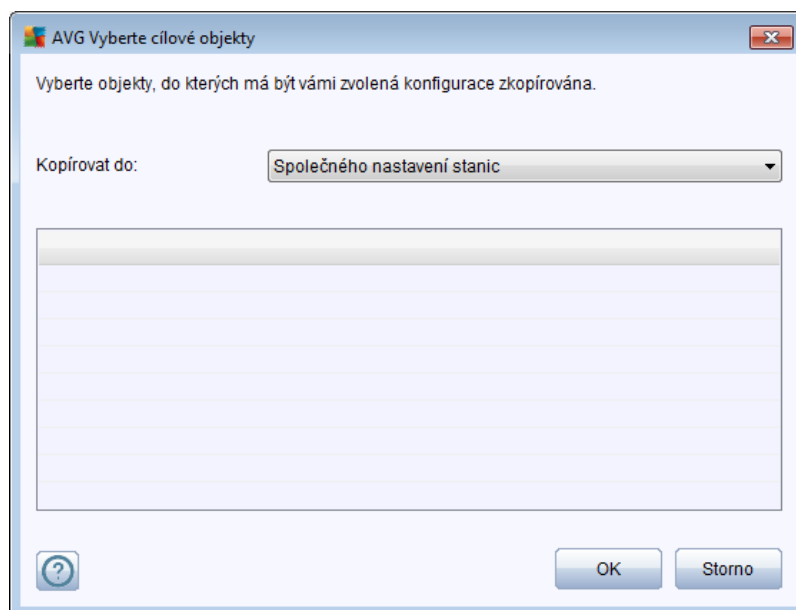 AVG Vyberte cílové objekty
Vyberte objekty, do kterých má být vámi zvolená konfigurace zkopírována.
Kopírovat do: Společného nastavení stanic
?
OK Storno